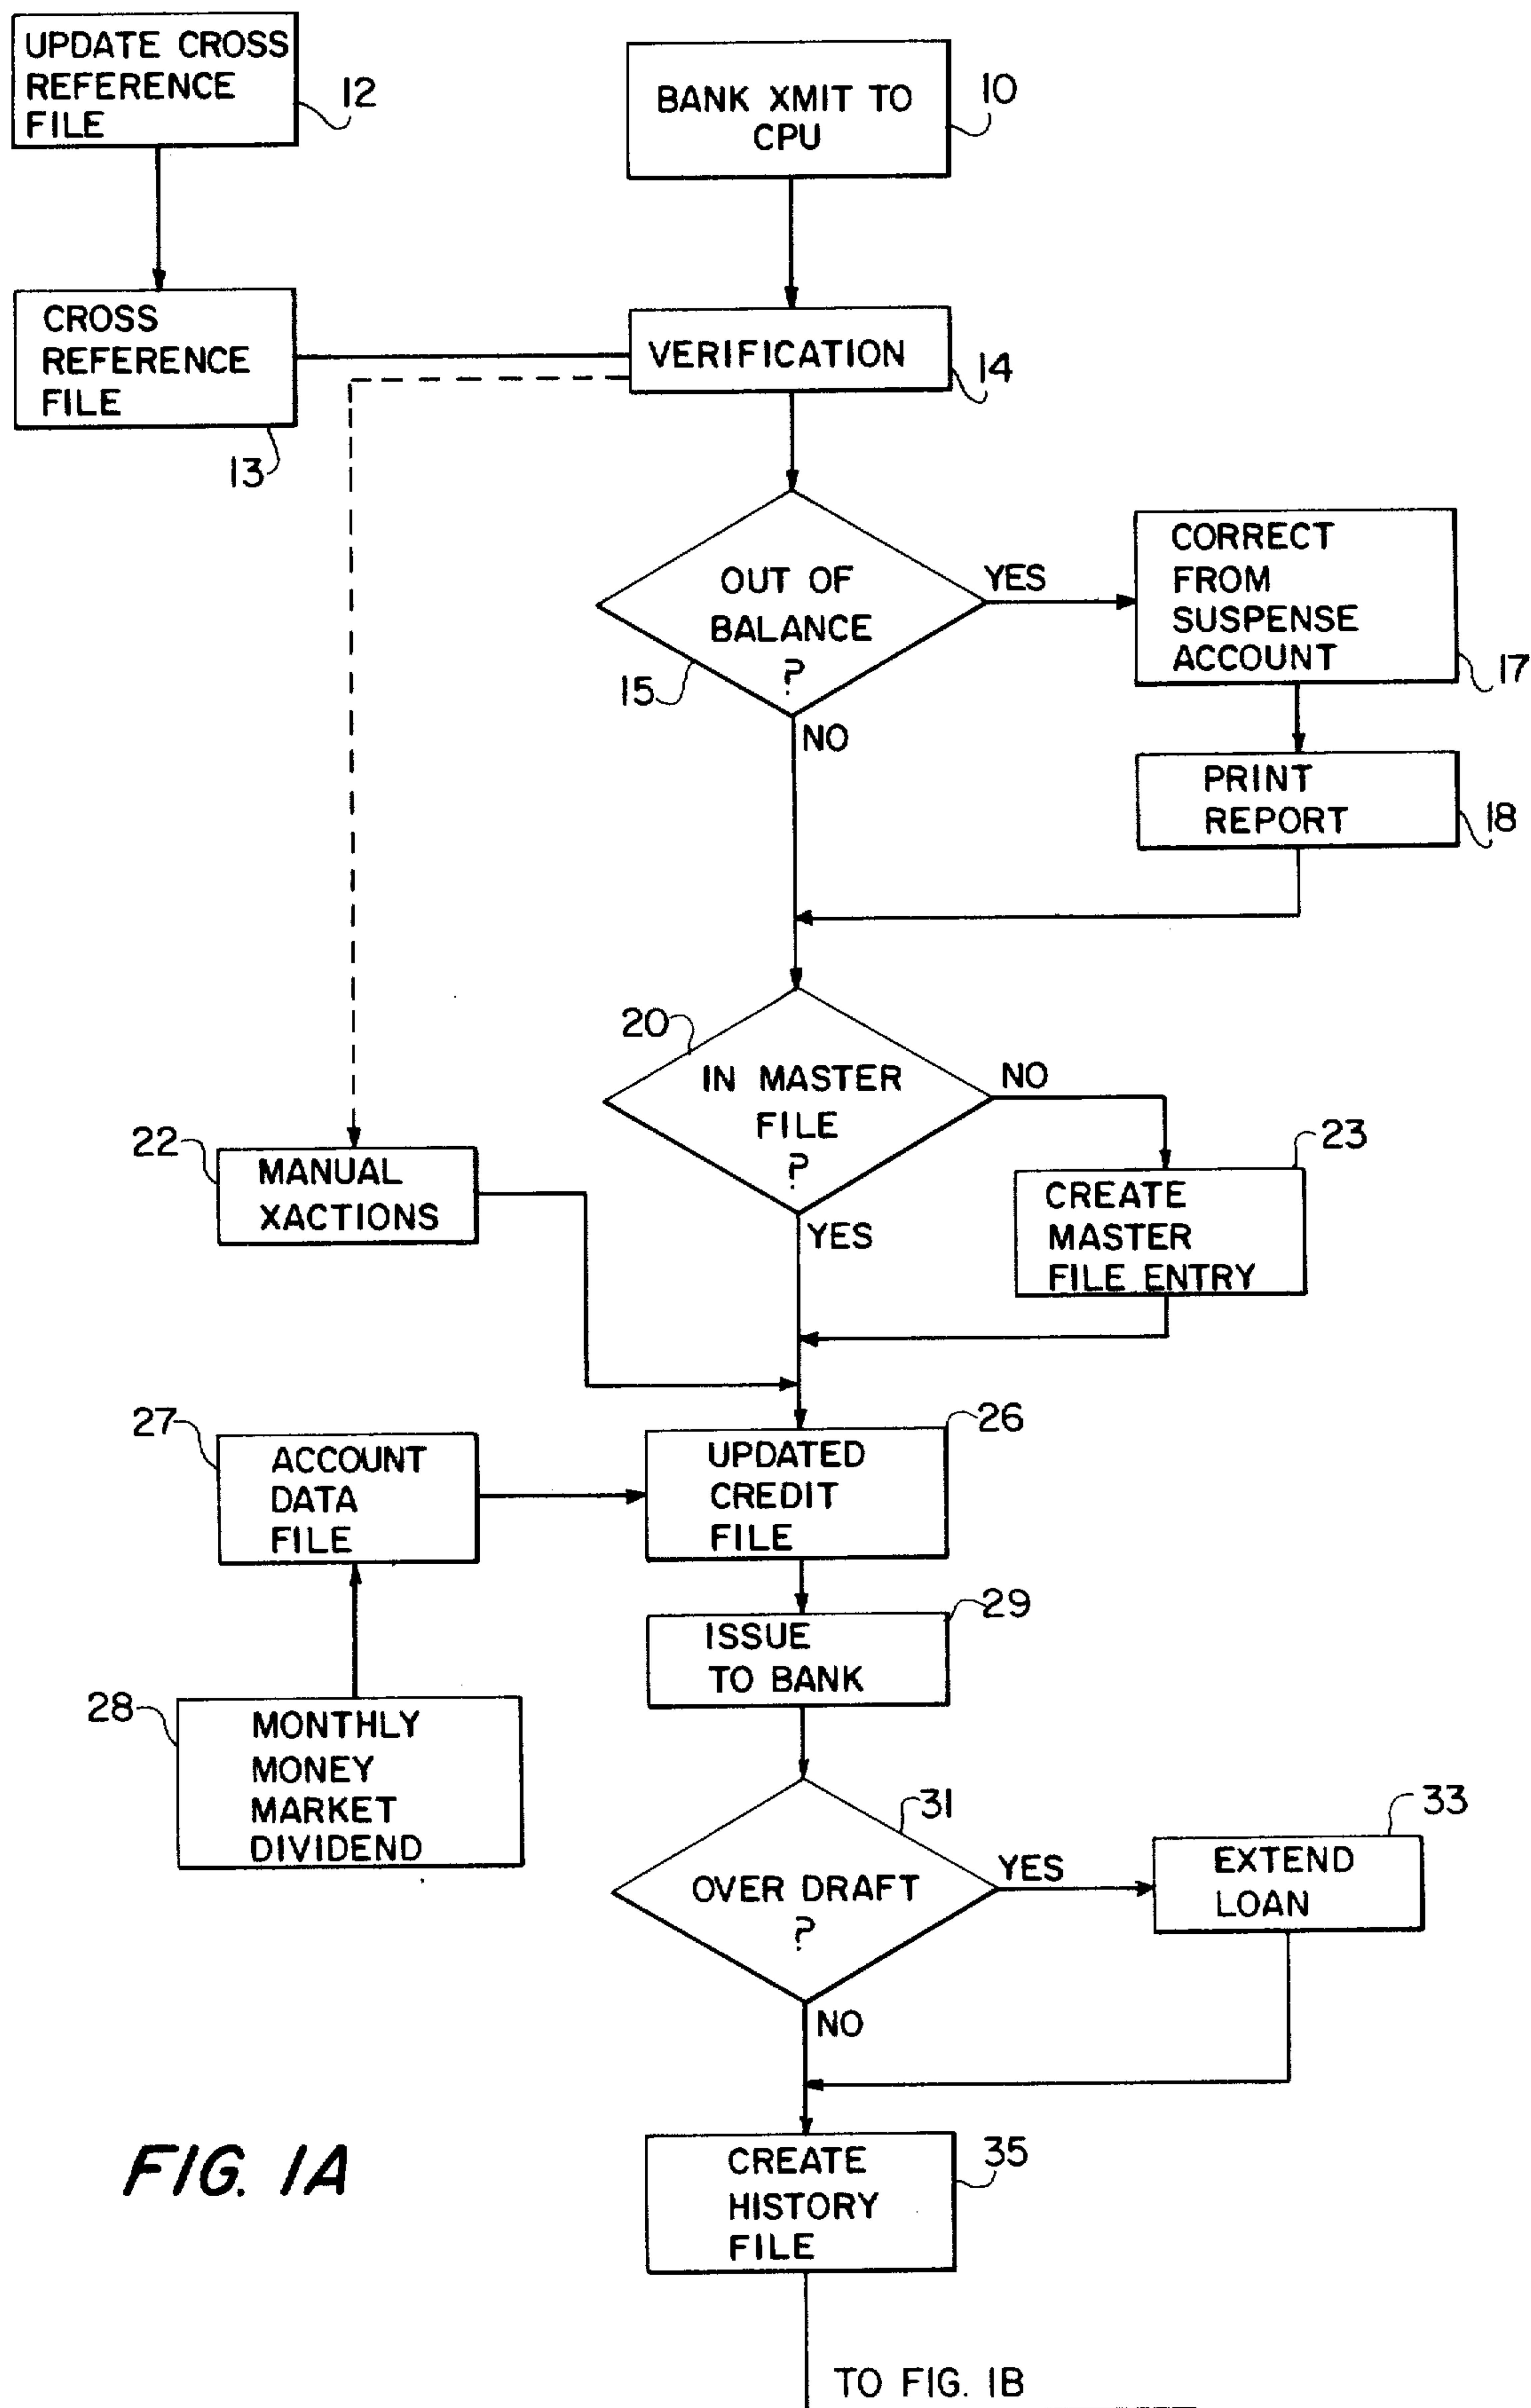 UPDATE CROSS
REFERENCE
FILE
12
BANK XMIT TO
CPU
10
CROSS
REFERENCE
FILE
13
VERIFICATION
14
OUT OF
BALANCE
?
15
YES
NO
CORRECT
FROM
SUSPENSE
ACCOUNT
17
PRINT
REPORT
18
20
IN MASTER
FILE
?
NO
YES
22
MANUAL
XACTIONS
23
CREATE
MASTER
FILE ENTRY
27
ACCOUNT
DATA
FILE
26
UPDATED
CREDIT
FILE
29
ISSUE
TO BANK
28
MONTHLY
MONEY
MARKET
DIVIDEND
31
OVER DRAFT
?
YES
NO
33
EXTEND
LOAN
35
CREATE
HISTORY
FILE
FIG. 1A
TO FIG. 1B